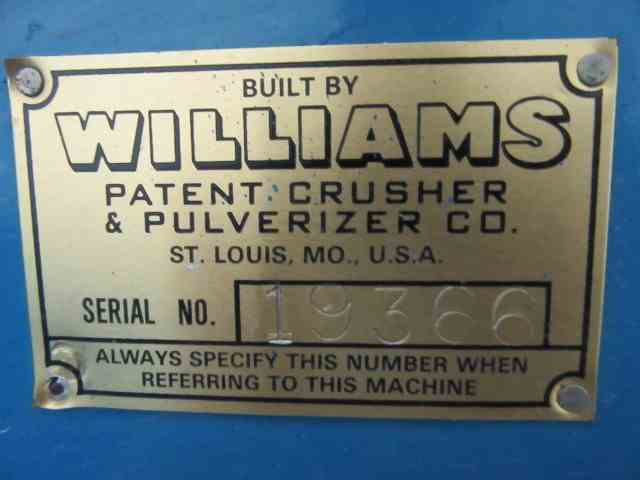 BUILT BY
WILLIAMS
PATENT CRUSHER
& PULVERIZER CO.
ST. LOUIS, MO., U.S.A.
SERIAL NO. 19366
ALWAYS SPECIFY THIS NUMBER WHEN
REFERRING TO THIS MACHINE